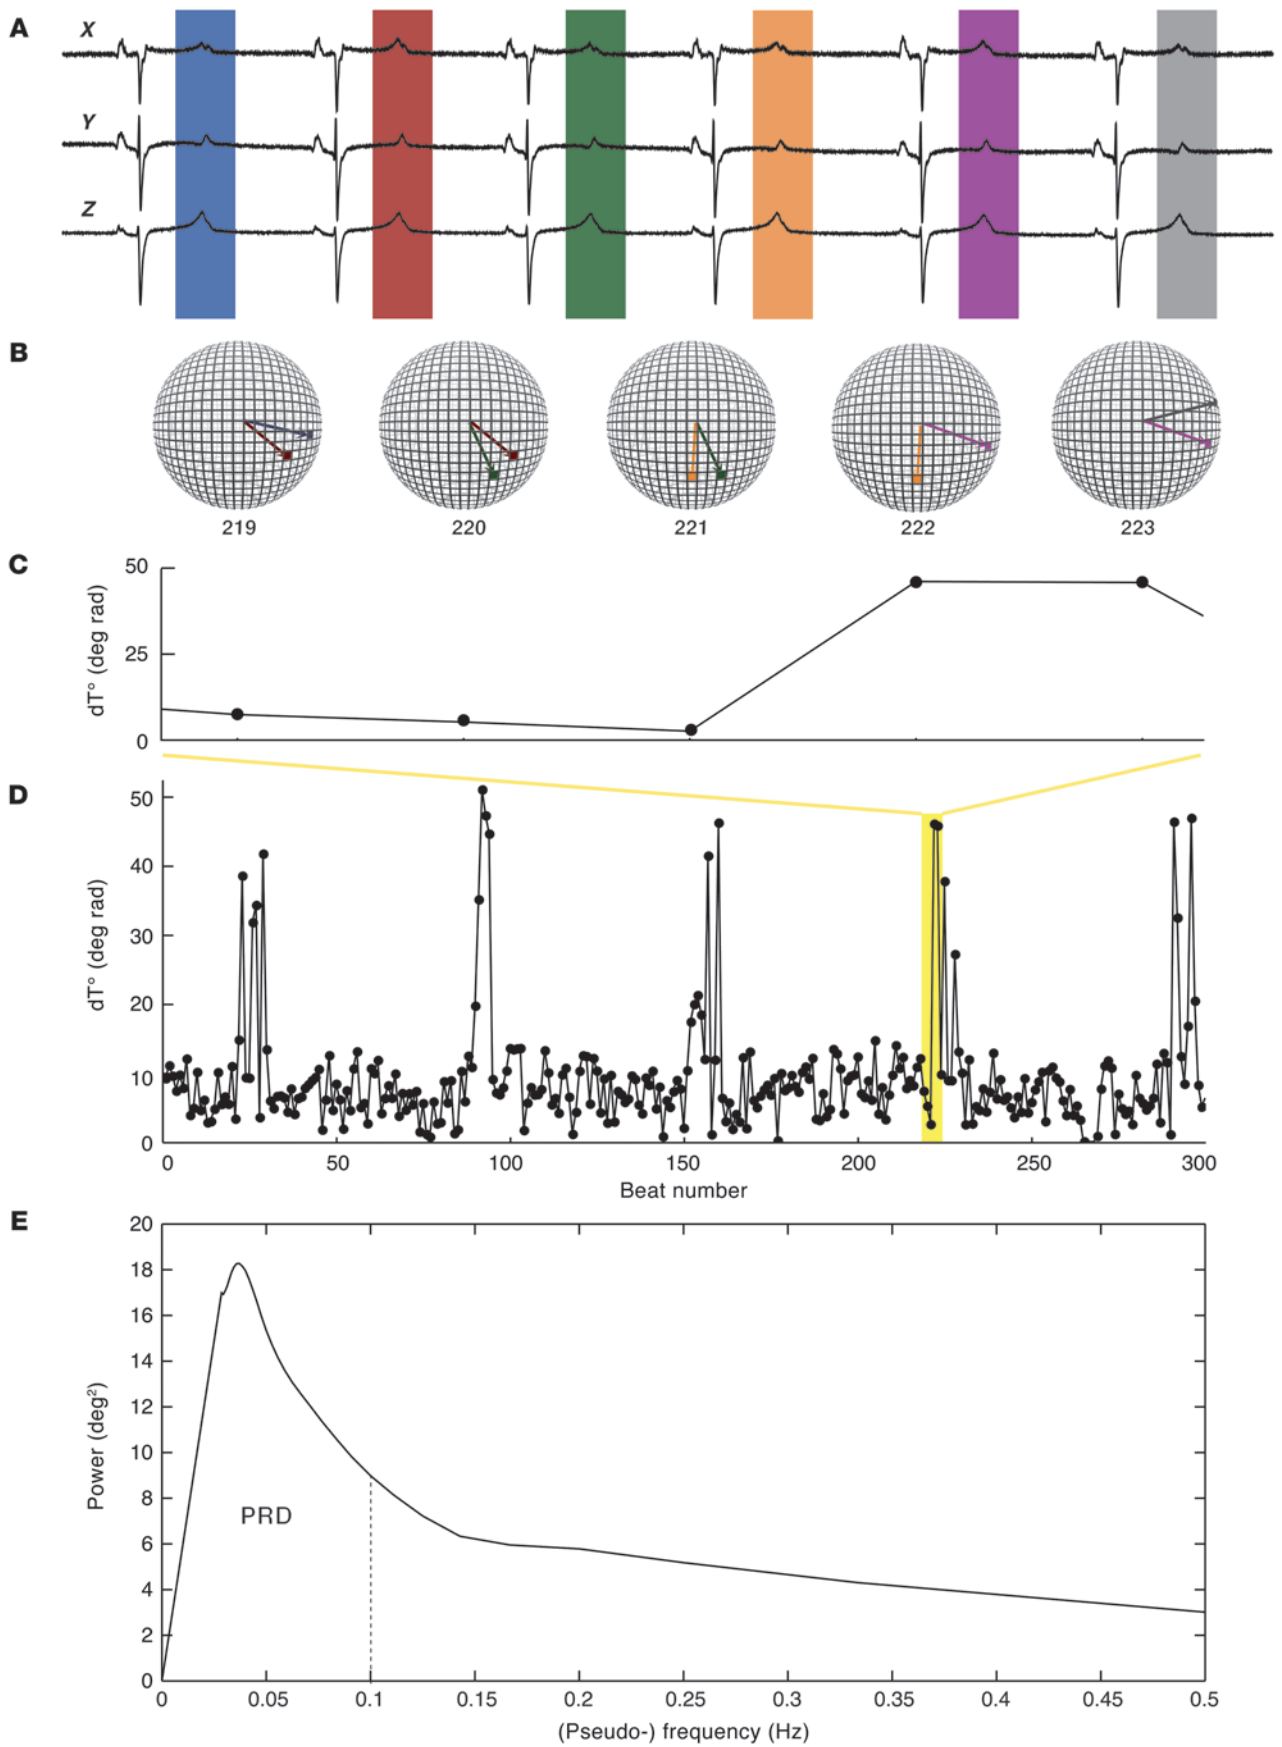 A
X
Y
Z
B
219 220 221 222 223
C
50
25
0
dT° (deg rad)
D
50
40
30
20
10
0
dT° (deg rad)
0 50 100 150 200 250 300
Beat number
E
20
18
16
14
12
10
8
6
4
2
0
Power (deg²)
PRD
0 0.05 0.1 0.15 0.2 0.25 0.3 0.35 0.4 0.45 0.5
(Pseudo-) frequency (Hz)